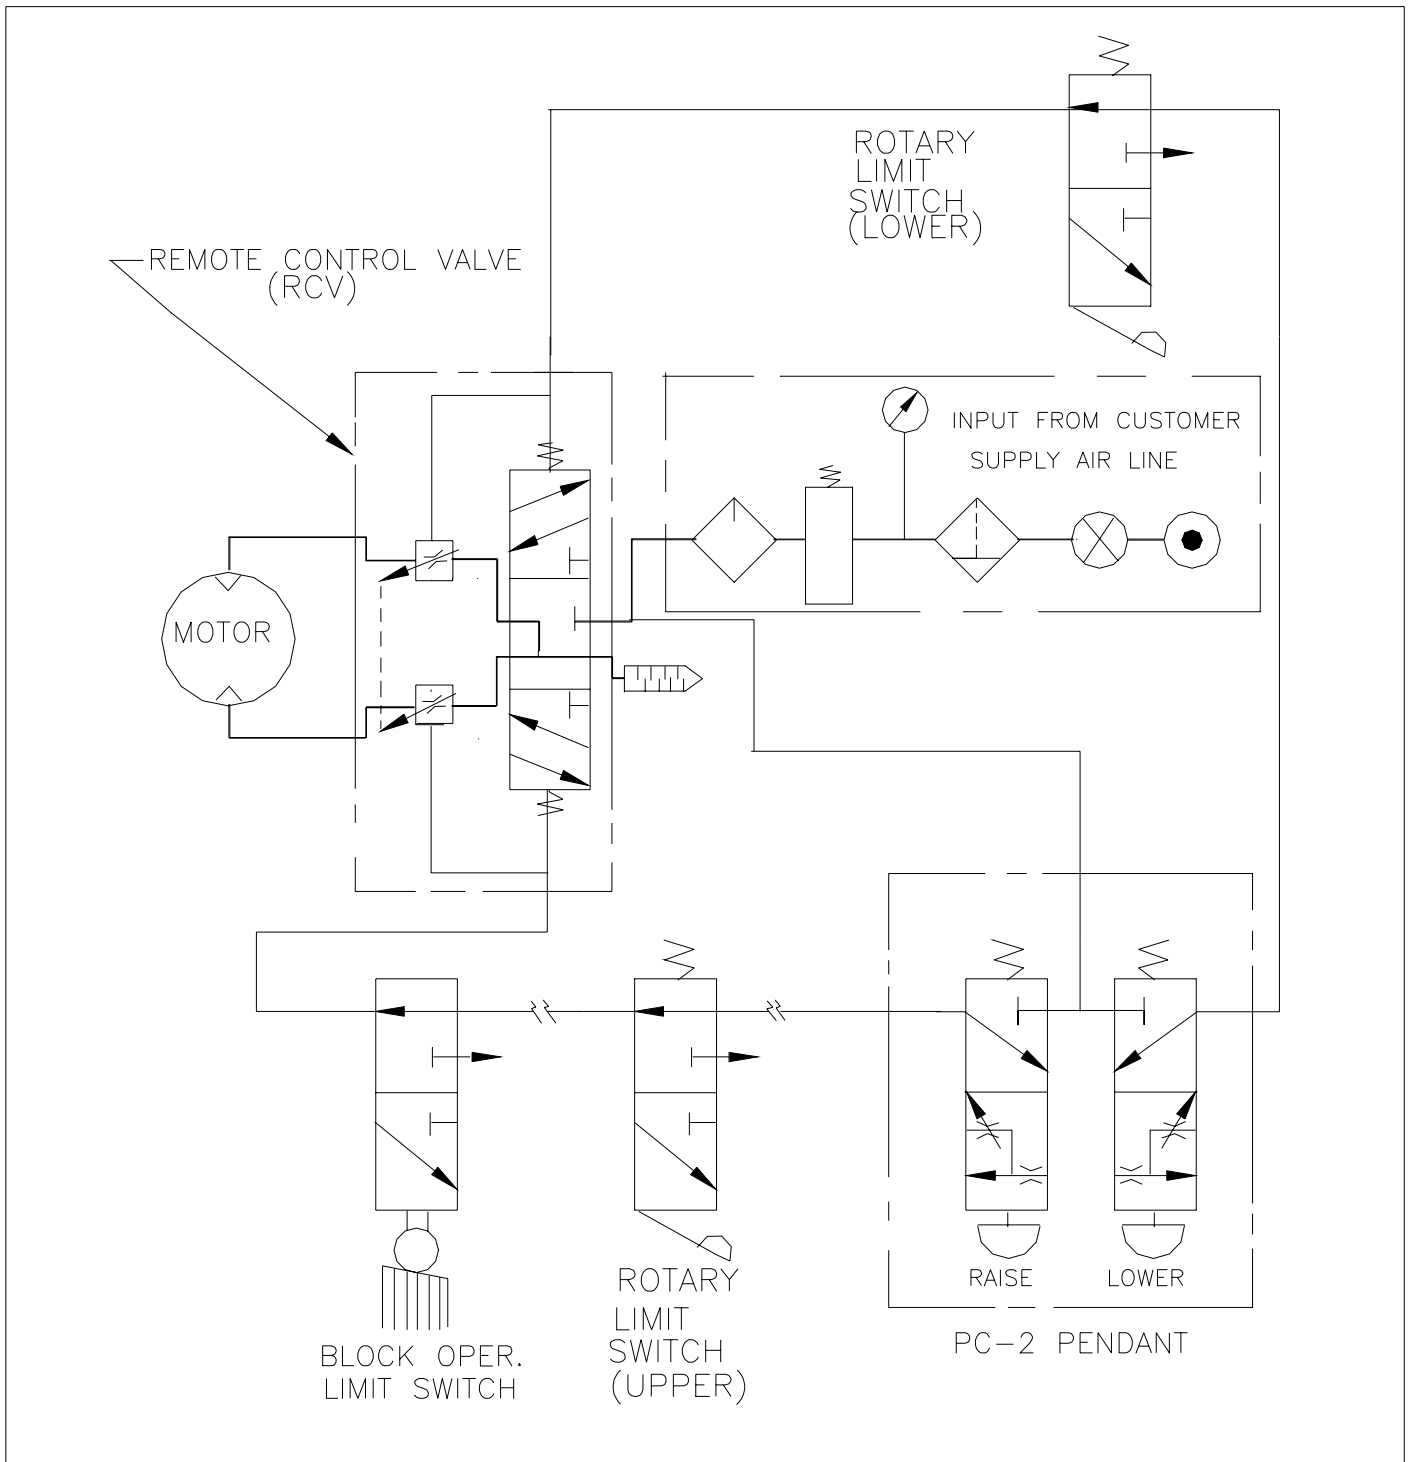 ROTARY
LIMIT
SWITCH
(LOWER)
REMOTE CONTROL VALVE
(RCV)
INPUT FROM CUSTOMER
SUPPLY AIR LINE
MOTOR
RAISE
LOWER
PC-2 PENDANT
ROTARY
LIMIT
SWITCH
(UPPER)
BLOCK OPER.
LIMIT SWITCH